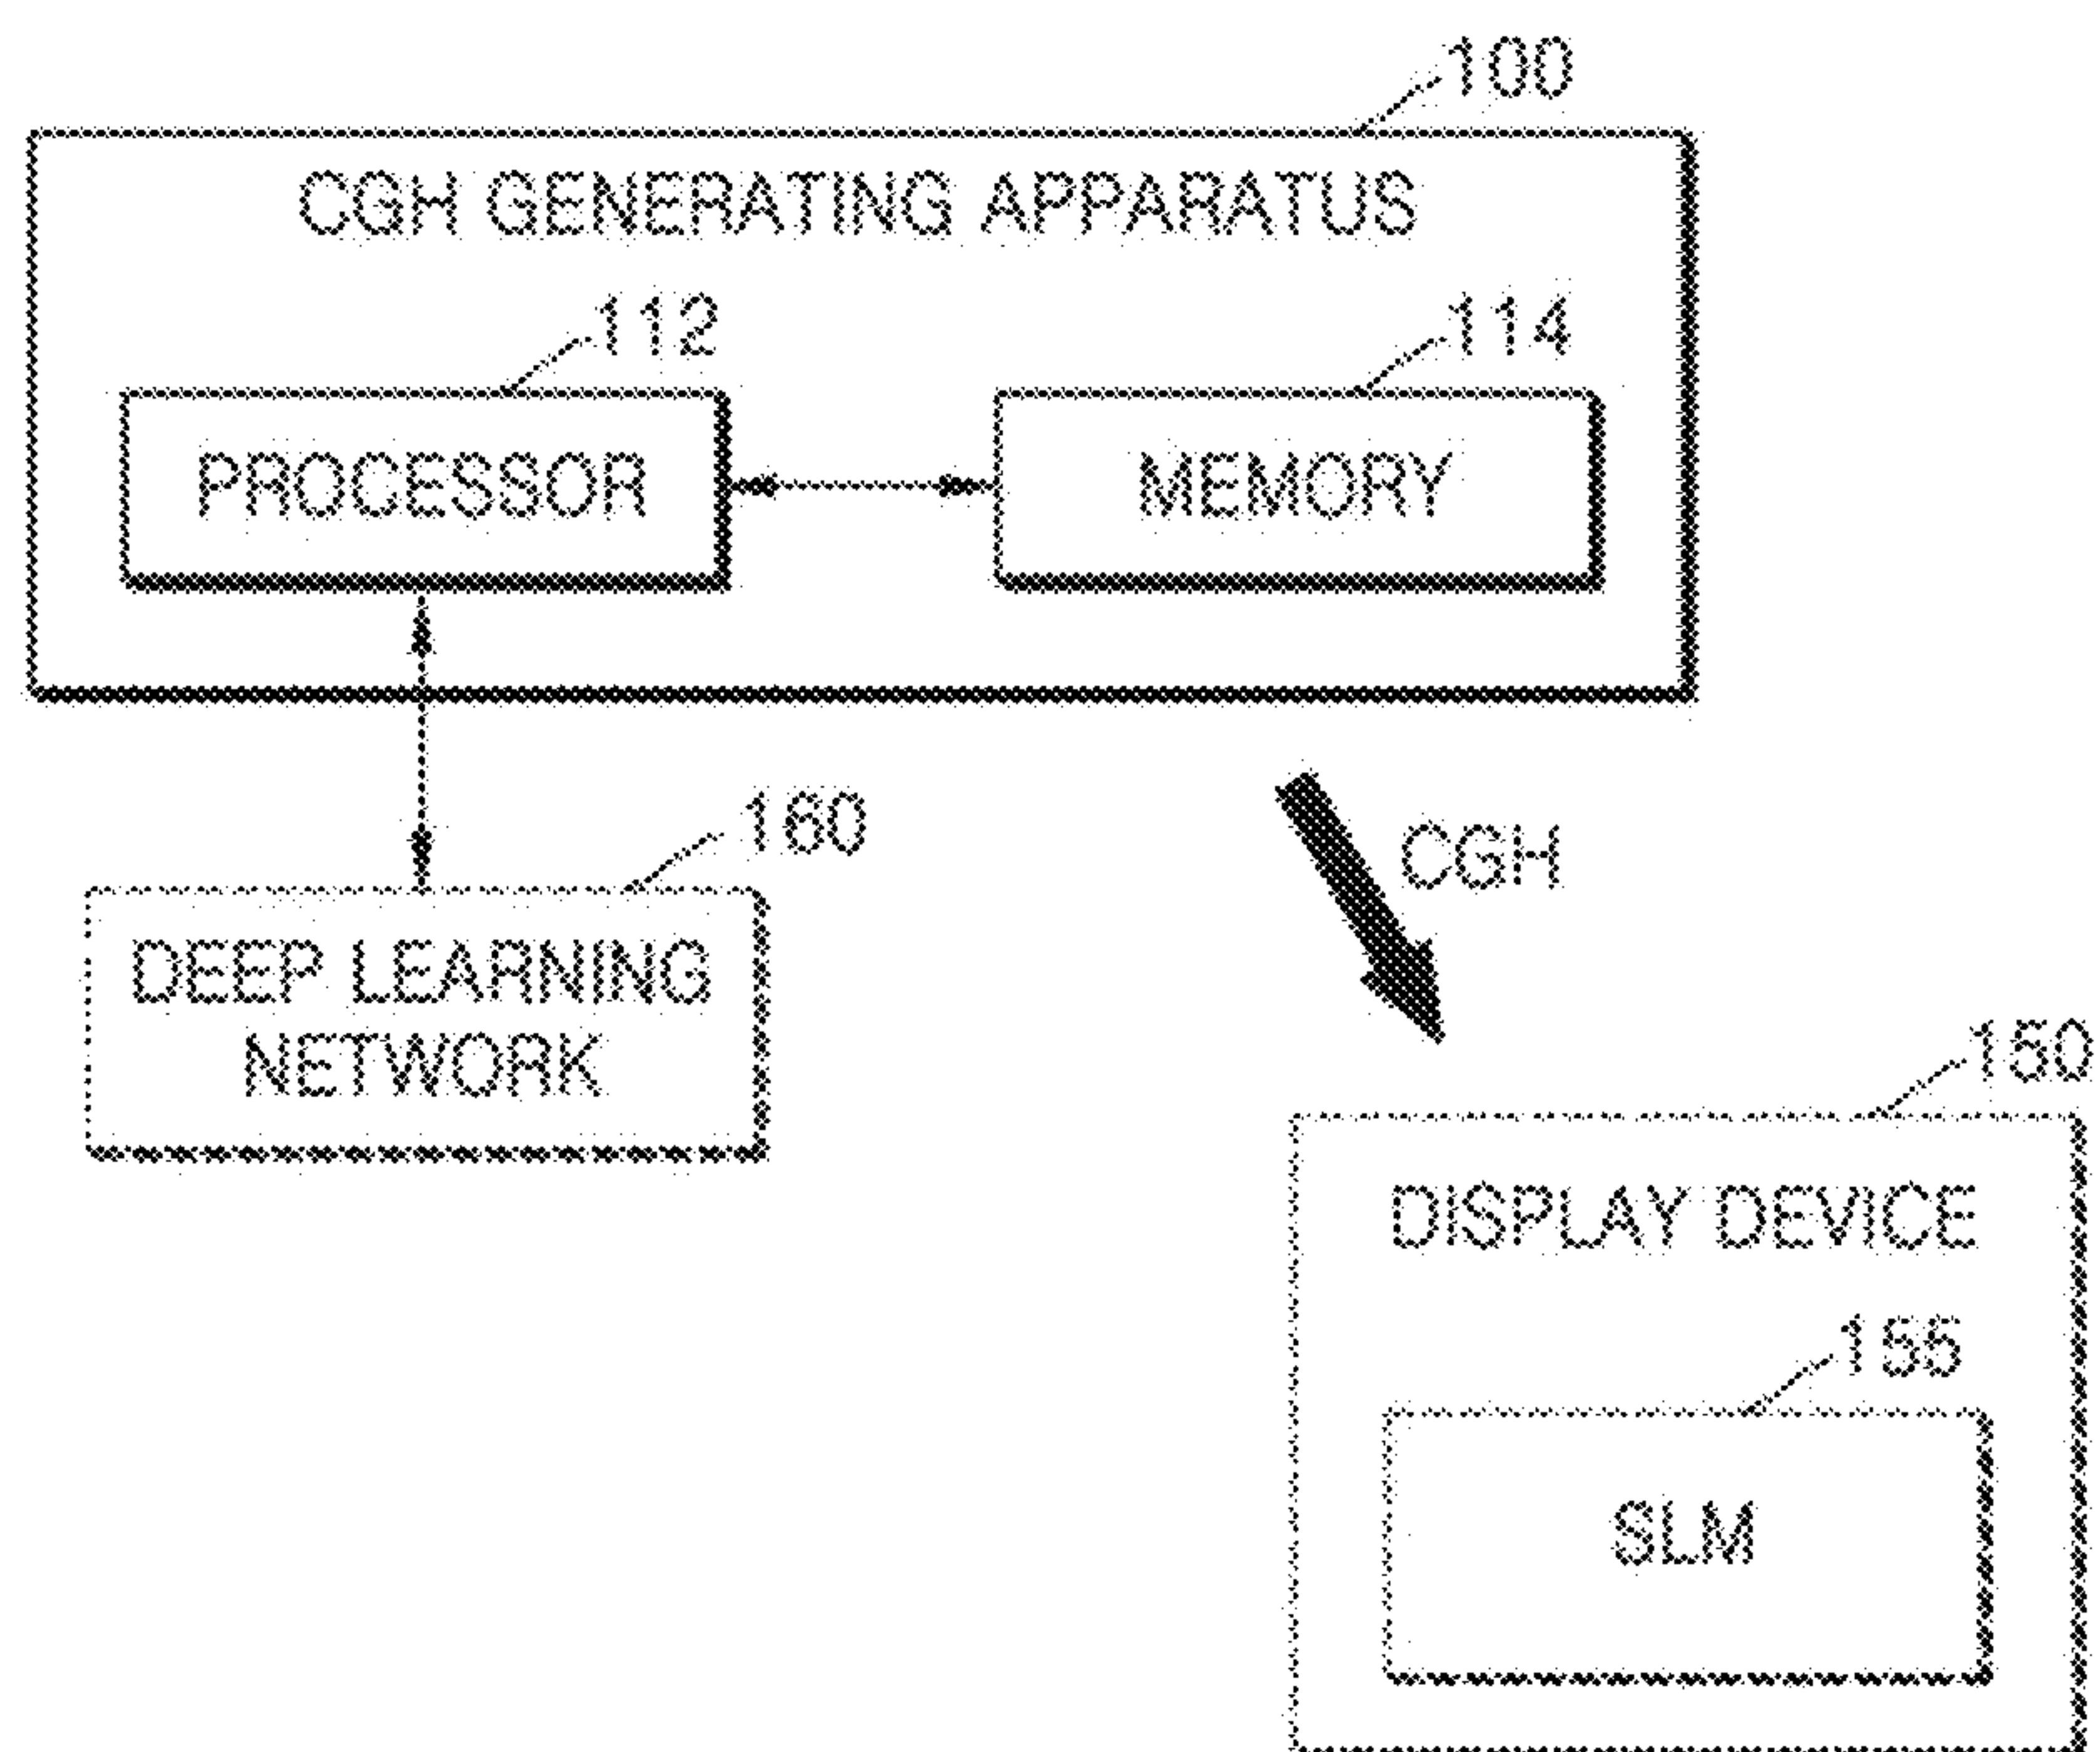 100
CGH GENERATING APPARATUS
112
114
PROCESSOR
MEMORY
160
CGH
DEEP LEARNING
NETWORK
150
DISPLAY DEVICE
155
SLM